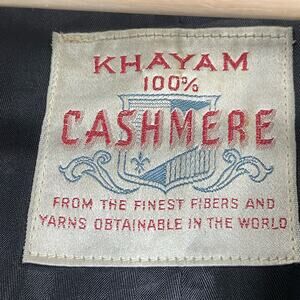 KHAYAM
100%
CASHMERE
FROM THE FINEST FIBERS AND
YARNS OBTAINABLE IN THE WORLD